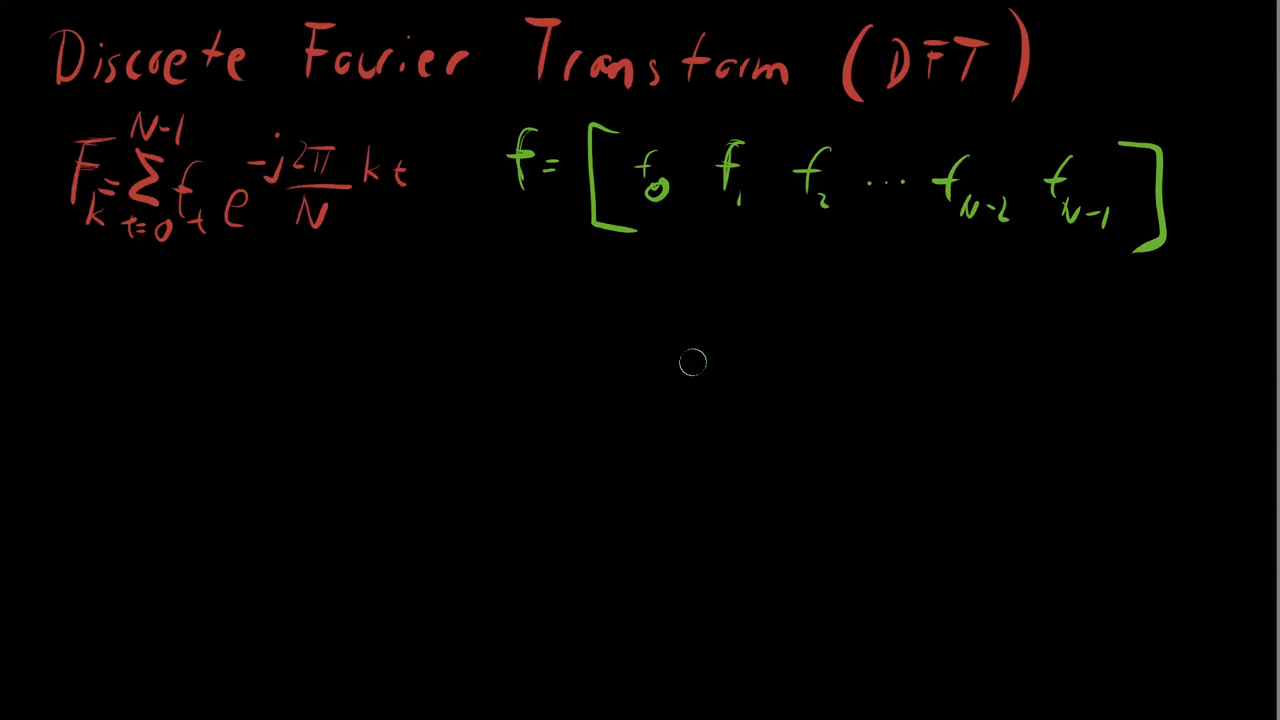 Discrete Fourier Transform (DFT)
F_k = Σ_{t=0}^{N-1} f_t e^{-j 2π/N k t}
f = [ f_0 f_1 f_2 ... f_{N-2} f_{N-1} ]